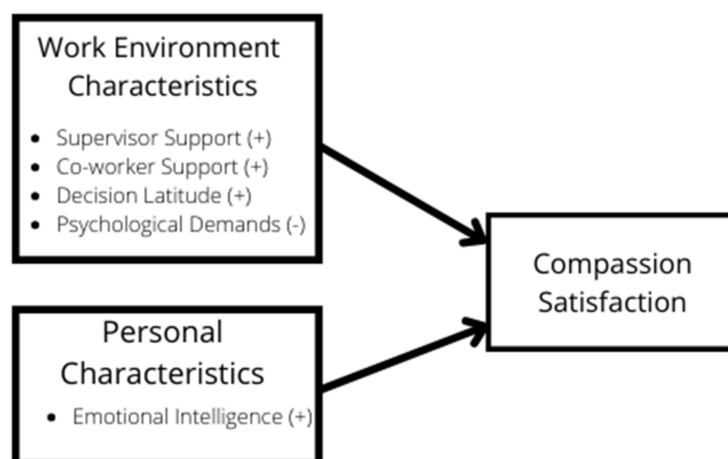 Work Environment
Characteristics
• Supervisor Support (+)
• Co-worker Support (+)
• Decision Latitude (+)
• Psychological Demands (-)
Compassion
Satisfaction
Personal
Characteristics
• Emotional Intelligence (+)